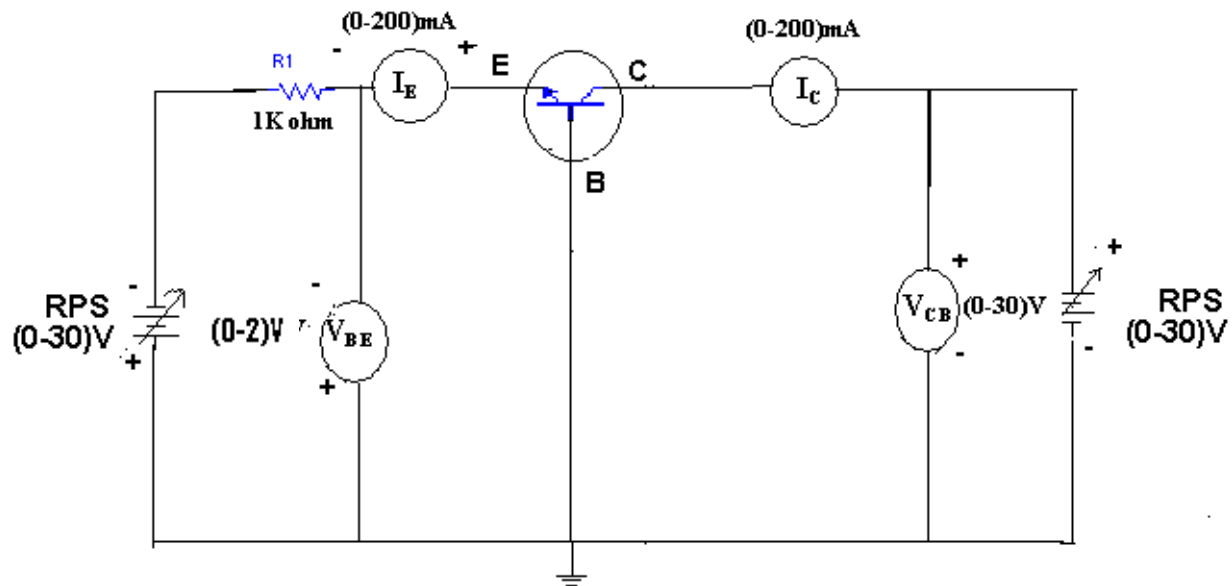 (0-200)mA
(0-200)mA
R1
-
+
E
C
I_E
I_C
1K ohm
B
-
+
RPS
(0-30)V
+
(0-2)V
-
V_BE
+
+
V_CB
(0-30)V
-
-
RPS
(0-30)V